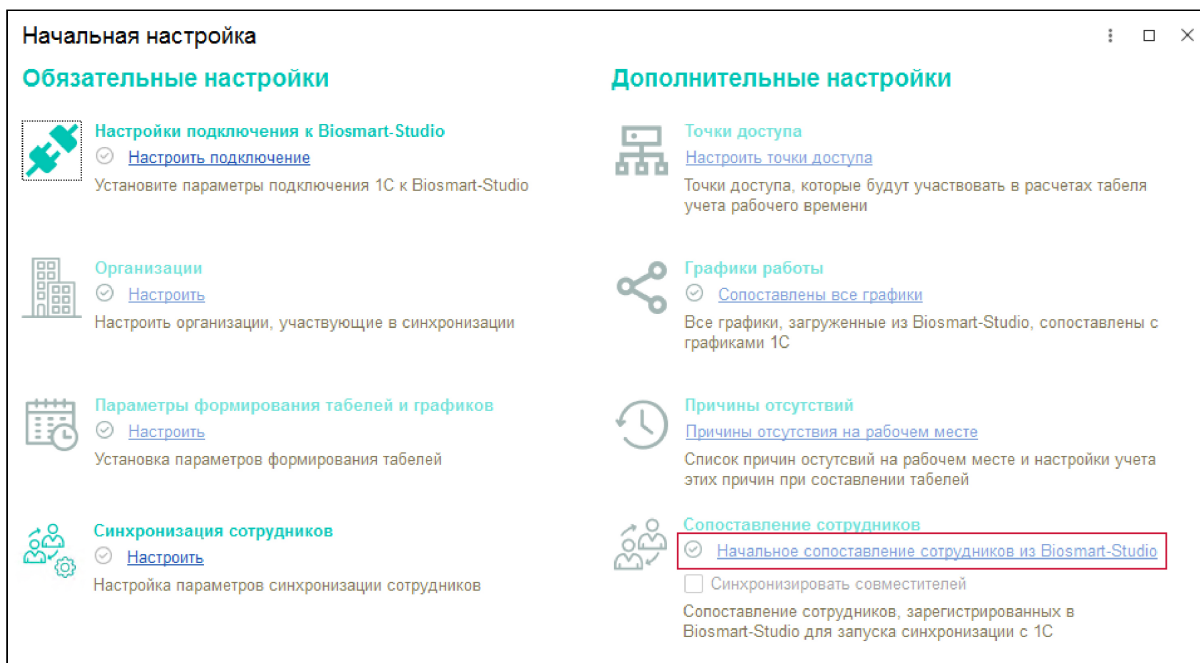 Начальная настройка
Обязательные настройки
Настройки подключения к Biosmart-Studio
Настроить подключение
Установите параметры подключения 1С к Biosmart-Studio
Организации
Настроить
Настроить организации, участвующие в синхронизации
Параметры формирования табелей и графиков
Настроить
Установка параметров формирования табелей
Синхронизация сотрудников
Настроить
Настройка параметров синхронизации сотрудников
Дополнительные настройки
Точки доступа
Настроить точки доступа
Точки доступа, которые будут участвовать в расчетах табеля
учета рабочего времени
Графики работы
Сопоставлены все графики
Все графики, загруженные из Biosmart-Studio, сопоставлены с
графиками 1С
Причины отсутствий
Причины отсутствия на рабочем месте
Список причин остутсвий на рабочем месте и настройки учета
этих причин при составлении табелей
Сопоставление сотрудников
Начальное сопоставление сотрудников из Biosmart-Studio
Синхронизировать совместителей
Сопоставление сотрудников, зарегистрированных в
Biosmart-Studio для запуска синхронизации с 1С